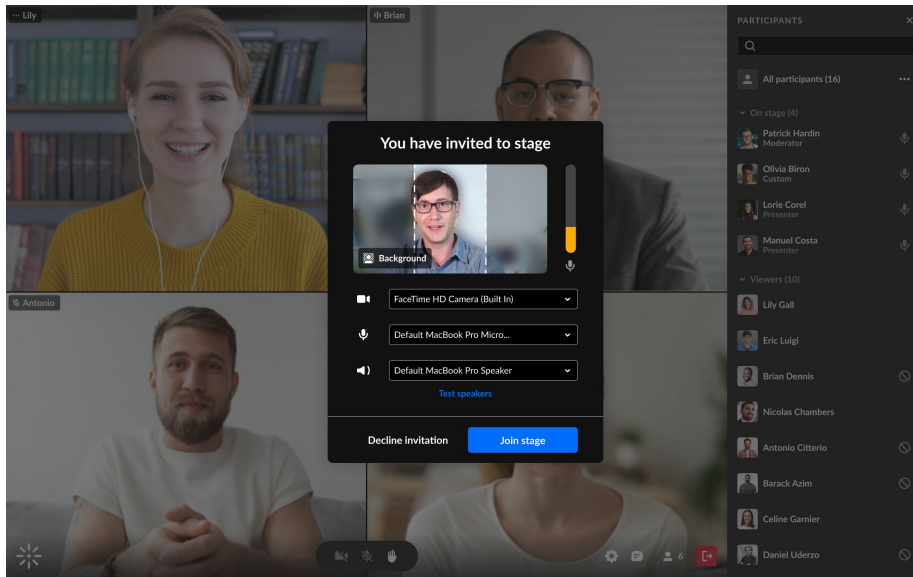 Lily
Brian
Antonio
You have invited to stage
Background
FaceTime HD Camera (Built In)
Default MacBook Pro Micro...
Default MacBook Pro Speaker
Test speakers
Decline invitation
Join stage
6
PARTICIPANTS
All participants (16)
On stage (4)
Patrick Hardin
Moderator
Olivia Biron
Custom
Lorie Corel
Presenter
Manuel Costa
Presenter
Viewers (10)
Lily Gall
Eric Luigi
Brian Dennis
Nicolas Chambers
Antonio Citterio
Barack Azim
Celine Garnier
Daniel Uderzo